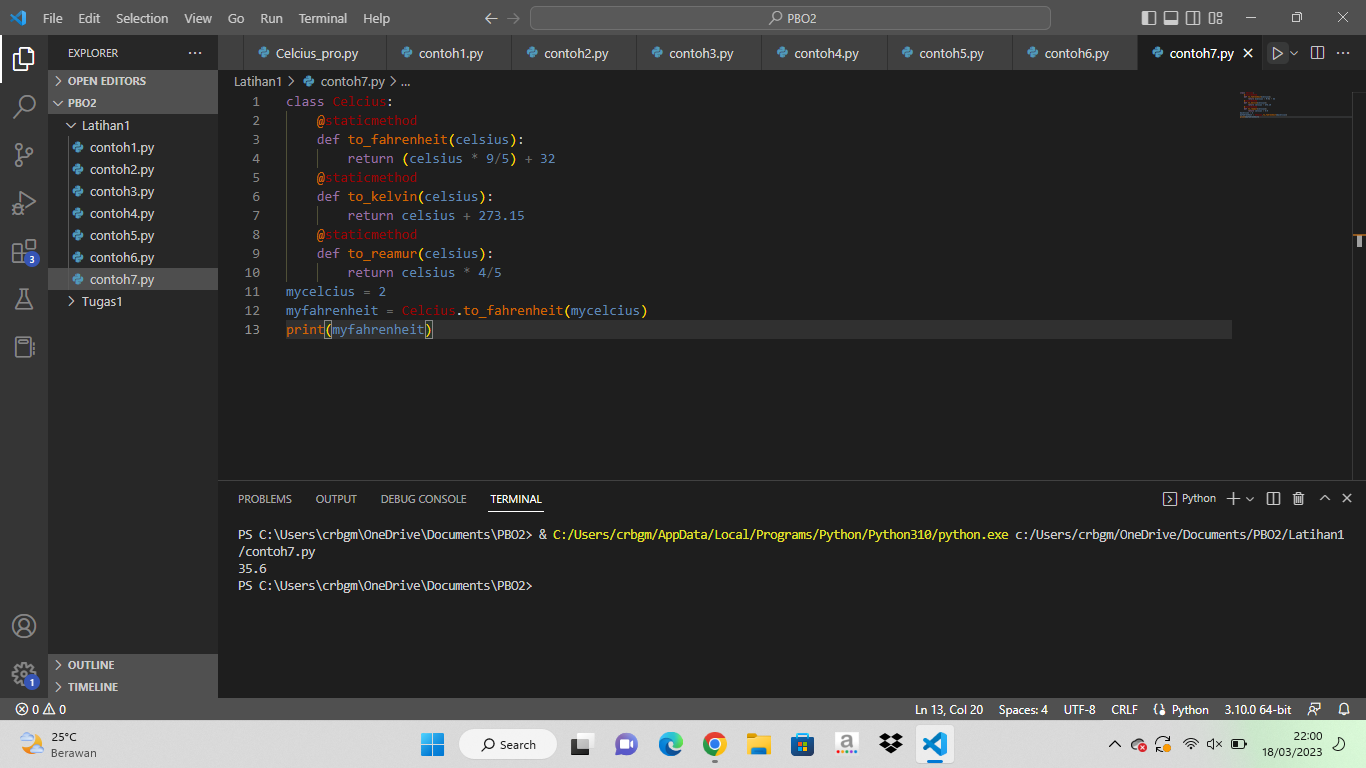 File Edit Selection View Go Run Terminal Help PBO2
EXPLORER
Celcius_pro.py contoh1.py contoh2.py contoh3.py contoh4.py contoh5.py contoh6.py contoh7.py
OPEN EDITORS
PBO2
Latihan1
contoh1.py
contoh2.py
contoh3.py
contoh4.py
contoh5.py
contoh6.py
contoh7.py
Tugas1
OUTLINE
TIMELINE
3
1
Latihan1 > contoh7.py > ...
1 class Celcius:
2     @staticmethod
3     def to_fahrenheit(celsius):
4         return (celsius * 9/5) + 32
5     @staticmethod
6     def to_kelvin(celsius):
7         return celsius + 273.15
8     @staticmethod
9     def to_reamur(celsius):
10         return celsius * 4/5
11 mycelcius = 2
12 myfahrenheit = Celcius.to_fahrenheit(mycelcius)
13 print(myfahrenheit)
PROBLEMS OUTPUT DEBUG CONSOLE TERMINAL Python
PS C:\Users\crbgm\OneDrive\Documents\PBO2> & C:/Users/crbgm/AppData/Local/Programs/Python/Python310/python.exe c:/Users/crbgm/OneDrive/Documents/PBO2/Latihan1
/contoh7.py
35.6
PS C:\Users\crbgm\OneDrive\Documents\PBO2>
0 0 Ln 13, Col 20 Spaces: 4 UTF-8 CRLF Python 3.10.0 64-bit
25°C
Berawan
Search
a
22:00
18/03/2023